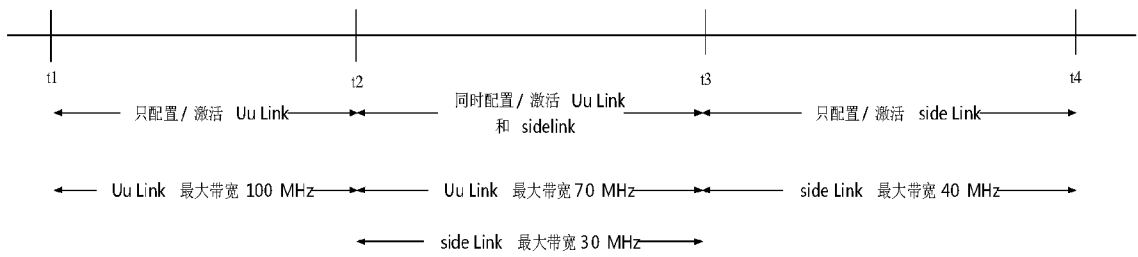 t1 t2 t3 t4
只配置/ 激活 Uu Link
同时配置/ 激活 Uu Link
和 sidelink
只配置/ 激活 side Link
Uu Link 最大带宽 100 MHz
Uu Link 最大带宽 70 MHz
side Link 最大带宽 40 MHz
side Link 最大带宽 30 MHz